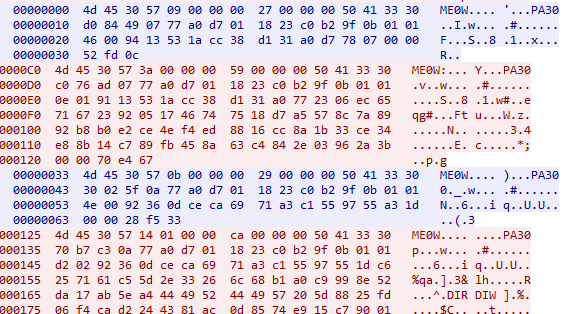 00000000 4d 45 30 57 09 00 00 00 27 00 00 00 50 41 33 30 ME0W.... '...PA30
00000010 d0 84 49 07 77 a0 d7 01 18 23 c0 b2 9f 0b 01 01 ..I.w... .#......
00000020 46 00 94 13 53 1a cc 38 d1 31 a0 d7 78 07 00 00 F...S..8 .1..x...
00000030 52 fd 0c R..
000000C0 4d 45 30 57 3a 00 00 00 59 00 00 00 50 41 33 30 ME0W:... Y...PA30
000000D0 c0 76 ad 07 77 a0 d7 01 18 23 c0 b2 9f 0b 01 01 .v..w... .#......
000000E0 0e 01 91 13 53 1a cc 38 d1 31 a0 77 23 06 ec 65 ....S..8 .1.w#..e
000000F0 71 67 23 92 05 17 46 74 75 18 d7 a5 57 8c 7a 89 qg#...Ft u...W.z.
00000100 92 b8 b0 e2 ce 4e f4 ed 88 16 cc 8a 1b 33 ce 34 .....N.. .....3.4
00000110 e8 8b 14 c7 89 fb 45 8a 63 c4 84 2e 03 96 2a 3b ......E. c.....*;
00000120 00 00 70 e4 67 ..p.g
00000033 4d 45 30 57 0b 00 00 00 29 00 00 00 50 41 33 30 ME0W.... )...PA30
00000043 30 02 5f 0a 77 a0 d7 01 18 23 c0 b2 9f 0b 01 01 0._.w... .#......
00000053 4e 00 92 36 0d ce ca 69 71 a3 c1 55 97 55 a3 1d N..6...i q..U.U..
00000063 00 00 28 f5 33 ..(.3
00000125 4d 45 30 57 14 01 00 00 ca 00 00 00 50 41 33 30 ME0W.... ....PA30
00000135 70 b7 c3 0a 77 a0 d7 01 18 23 c0 b2 9f 0b 01 01 p...w... .#......
00000145 d2 02 92 36 0d ce ca 69 71 a3 c1 55 97 55 1d c6 ...6...i q..U.U..
00000155 25 71 61 c5 5d 2e 33 26 6c 68 b1 a0 c9 99 8e 52 %qa.].3& lh.....R
00000165 da 17 ab 5e a4 44 49 52 44 49 57 20 5d 88 25 fd ...^.DIR DIW ].%.
00000175 06 f4 ca d2 24 43 81 ac 0d 85 74 e9 15 c7 90 01 ....$C.. ..t.....